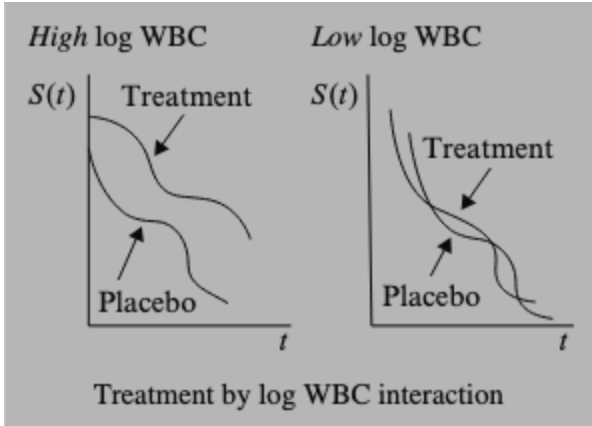 High log WBC
S(t)
Treatment
Placebo
t
Low log WBC
S(t)
Treatment
Placebo
t
Treatment by log WBC interaction